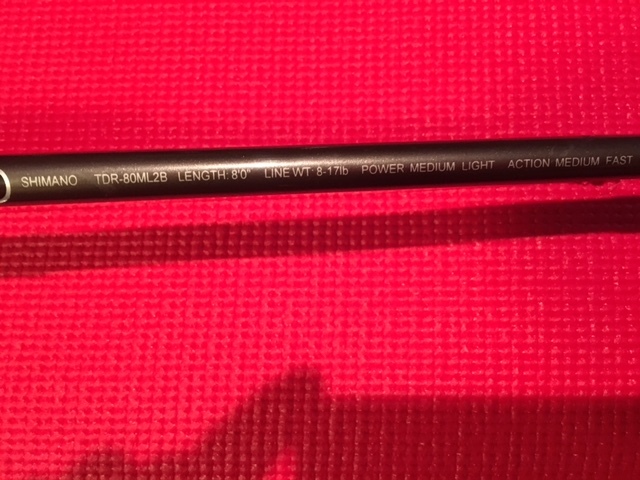 SHIMANO TDR-80ML2B LENGTH: 8'0" LINE WT: 8-17lb POWER MEDIUM LIGHT ACTION MEDIUM FAST